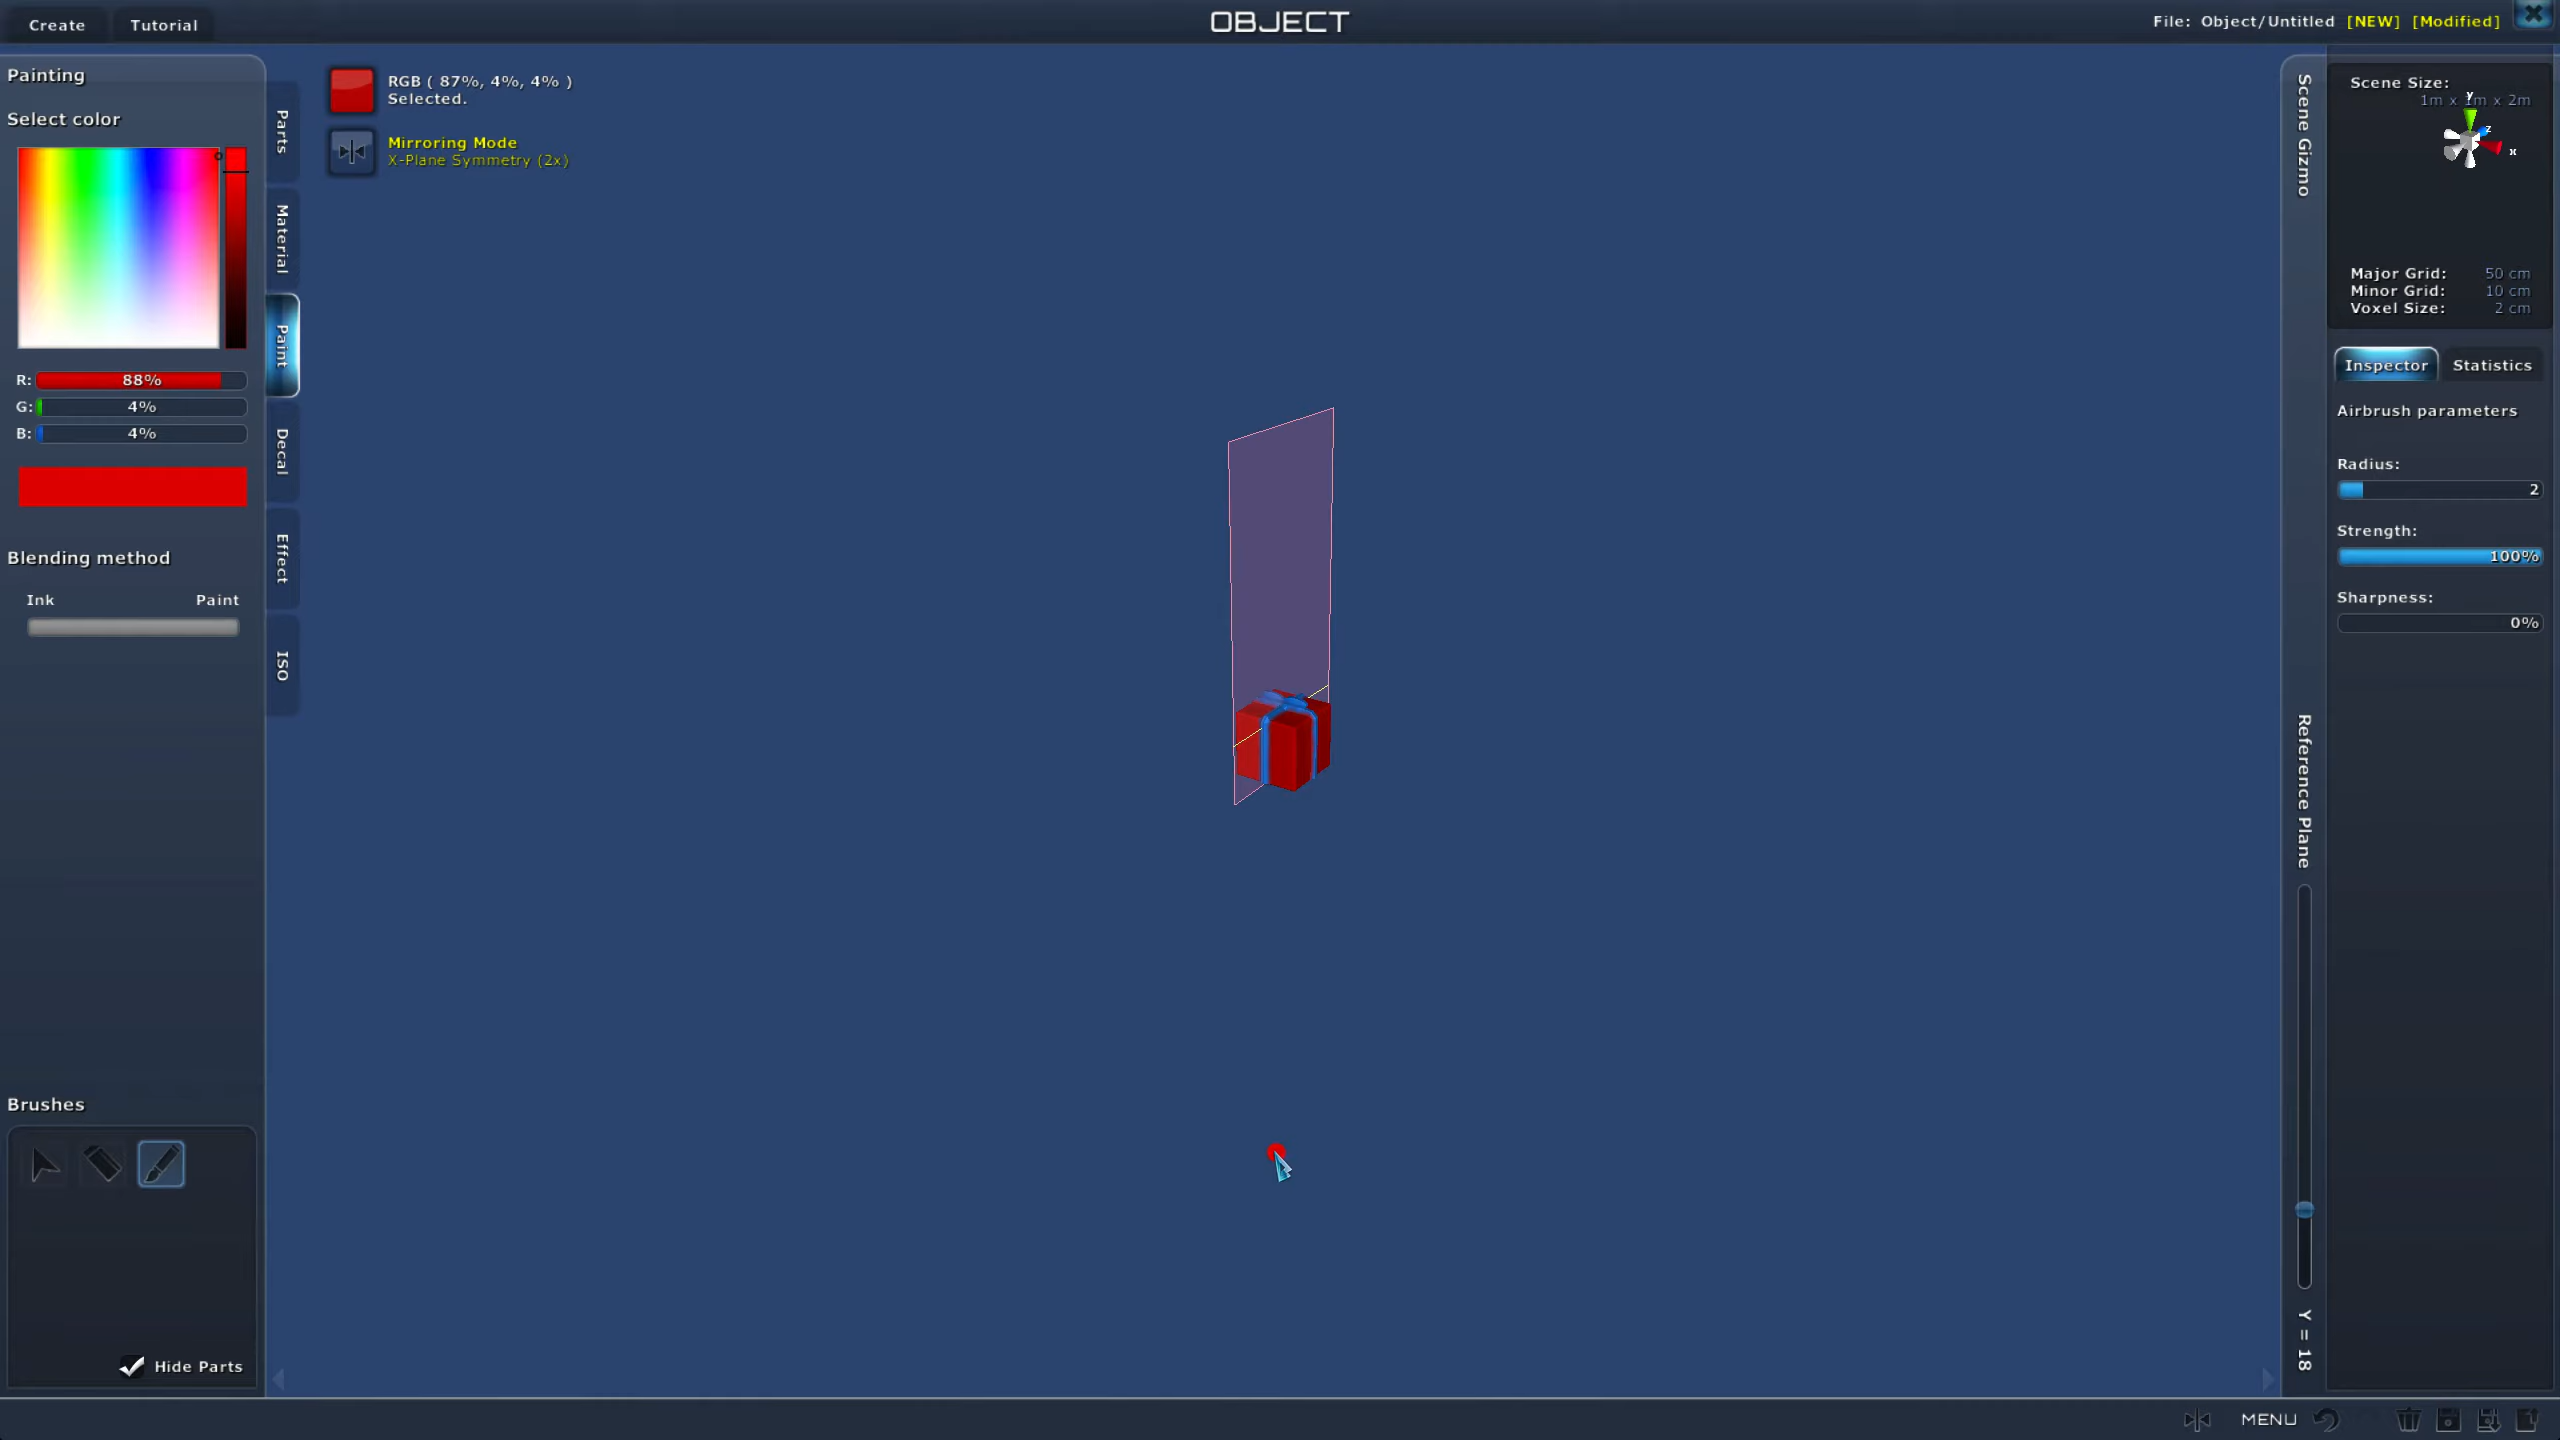 Create
Tutorial
OBJECT
File: Object/Untitled [NEW] [Modified]
Painting
Select color
R: 88%
G: 4%
B: 4%
Blending method
Ink
Paint
Brushes
Hide Parts
Parts
Material
Paint
Decal
Effect
ISO
RGB ( 87%, 4%, 4% )
Selected.
Mirroring Mode
X-Plane Symmetry (2x)
Scene Gizmo
Reference Plane
Y = 18
Scene Size:
1m x 1m x 2m
Y
Z
X
Major Grid: 50 cm
Minor Grid: 10 cm
Voxel Size: 2 cm
Inspector
Statistics
Airbrush parameters
Radius:
2
Strength:
100%
Sharpness:
0%
MENU